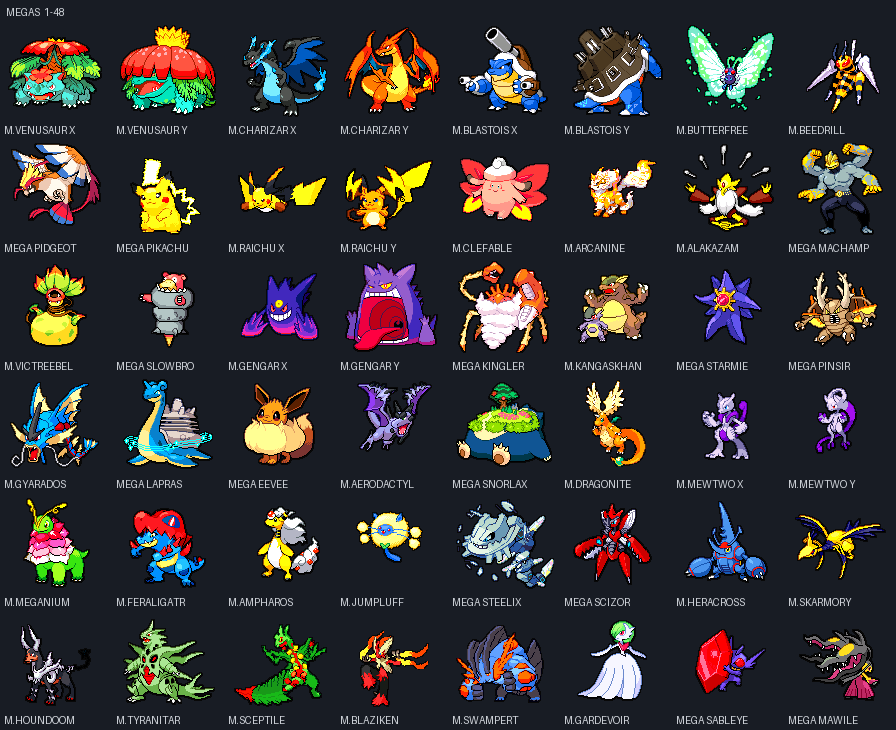 MEGAS 1-48
M.VENUSAUR X M.VENUSAUR Y M.CHARIZAR X M.CHARIZAR Y M.BLASTOIS X M.BLASTOIS Y M.BUTTERFREE M.BEEDRILL
MEGA PIDGEOT MEGA PIKACHU M.RAICHU X M.RAICHU Y M.CLEFABLE M.ARCANINE M.ALAKAZAM MEGA MACHAMP
M.VICTREEBEL MEGA SLOWBRO M.GENGAR X M.GENGAR Y MEGA KINGLER M.KANGASKHAN MEGA STARMIE MEGA PINSIR
M.GYARADOS MEGA LAPRAS MEGA EEVEE M.AERODACTYL MEGA SNORLAX M.DRAGONITE M.MEWTWO X M.MEWTWO Y
M.MEGANIUM M.FERALIGATR M.AMPHAROS M.JUMPLUFF MEGA STEELIX MEGA SCIZOR M.HERACROSS M.SKARMORY
M.HOUNDOOM M.TYRANITAR M.SCEPTILE M.BLAZIKEN M.SWAMPERT M.GARDEVOIR MEGA SABLEYE MEGA MAWILE